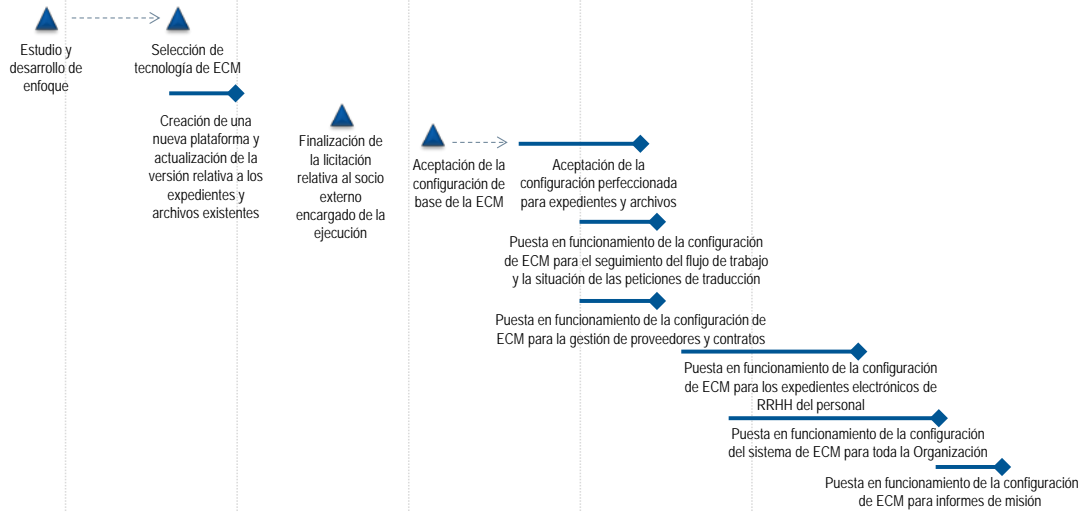 Estudio y
desarrollo de
enfoque
Selección de
tecnología de ECM
Creación de una
nueva plataforma y
actualización de la
versión relativa a los
expedientes y
archivos existentes
Finalización de
la licitación
relativa al socio
externo
encargado de la
ejecución
Aceptación de la
configuración de
base de la ECM
Aceptación de la
configuración perfeccionada
para expedientes y archivos
Puesta en funcionamiento de la configuración
de ECM para el seguimiento del flujo de trabajo
y la situación de las peticiones de traducción
Puesta en funcionamiento de la configuración de
ECM para la gestión de proveedores y contratos
Puesta en funcionamiento de la configuración
de ECM para los expedientes electrónicos de
RRHH del personal
Puesta en funcionamiento de la configuración
del sistema de ECM para toda la Organización
Puesta en funcionamiento de la configuración
de ECM para informes de misión